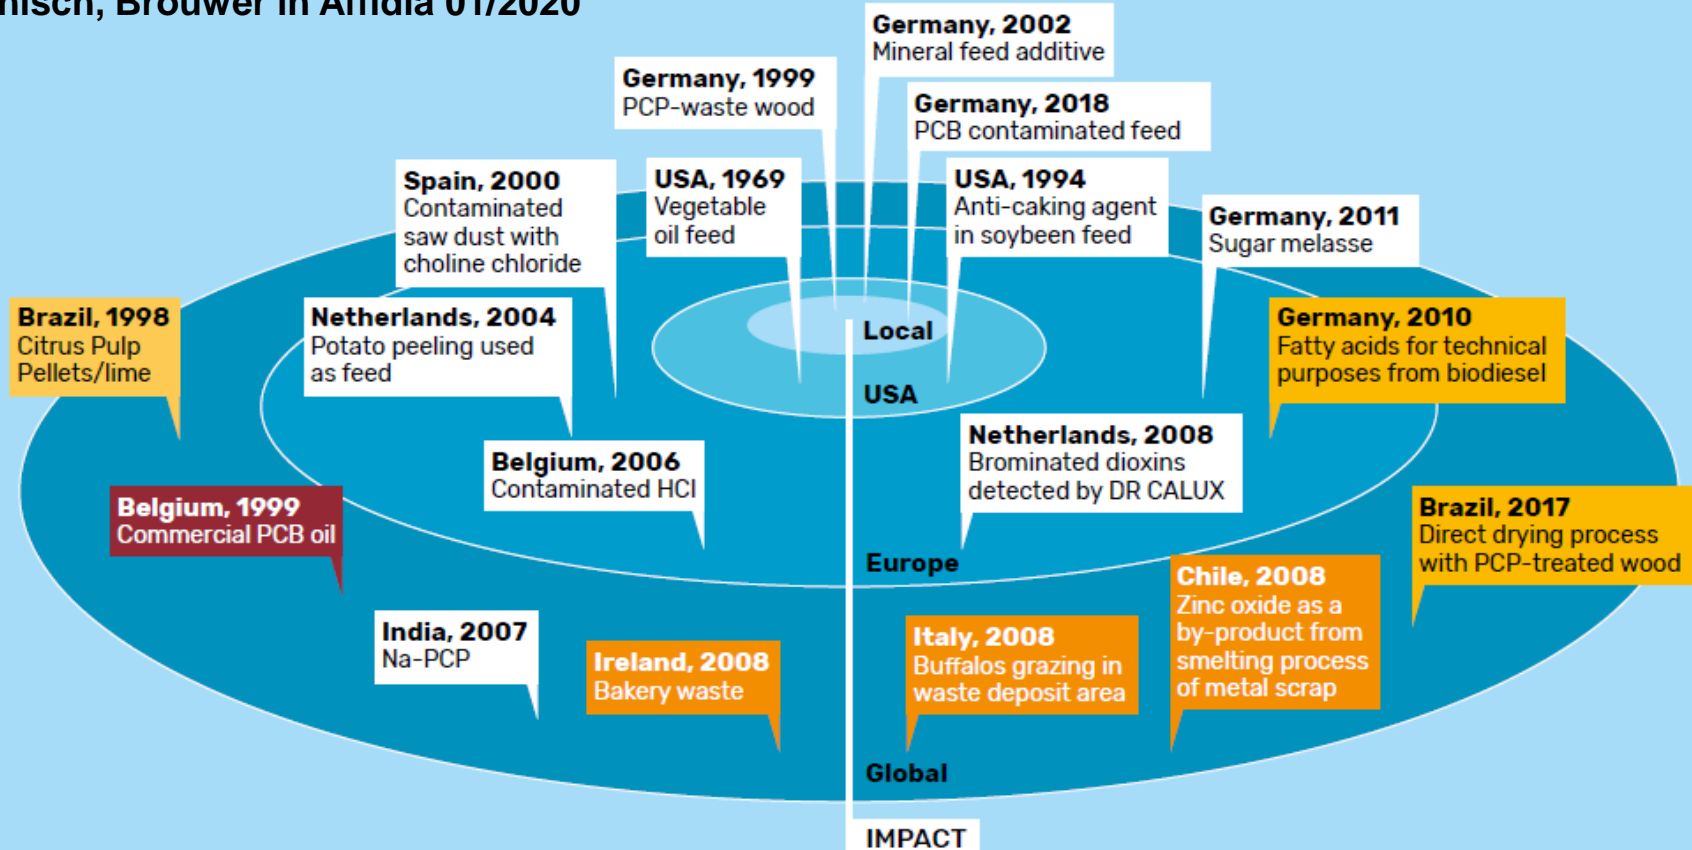 Brouwer in Affidia 01/2020
Germany, 2002
Mineral feed additive
Germany, 1999
PCP-waste wood
Germany, 2018
PCB contaminated feed
Spain, 2000
Contaminated
saw dust with
choline chloride
USA, 1969
Vegetable
oil feed
USA, 1994
Anti-caking agent
in soybeen feed
Germany, 2011
Sugar melasse
Brazil, 1998
Citrus Pulp
Pellets/lime
Netherlands, 2004
Potato peeling used
as feed
Local
Germany, 2010
Fatty acids for technical
purposes from biodiesel
USA
Belgium, 2006
Contaminated HCl
Netherlands, 2008
Brominated dioxins
detected by DR CALUX
Belgium, 1999
Commercial PCB oil
Brazil, 2017
Direct drying process
with PCP-treated wood
Europe
Chile, 2008
Zinc oxide as a
by-product from
smelting process
of metal scrap
India, 2007
Na-PCP
Ireland, 2008
Bakery waste
Italy, 2008
Buffalos grazing in
waste deposit area
Global
IMPACT